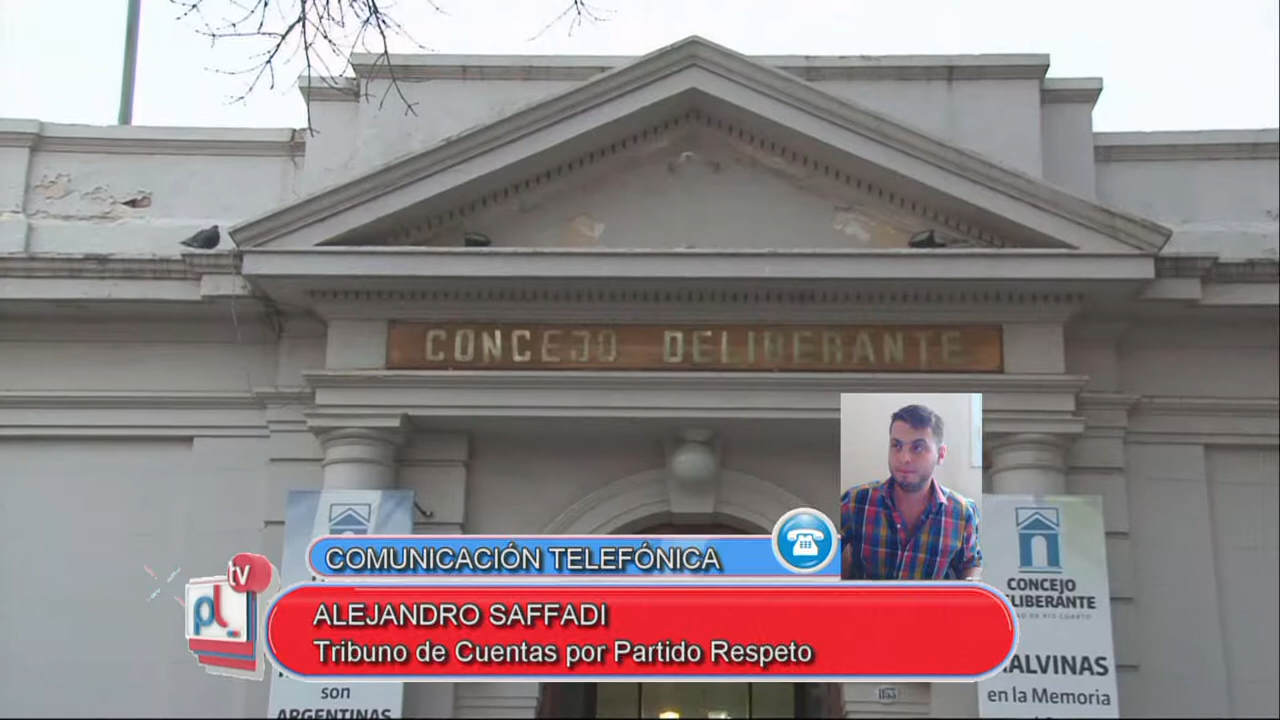 CONCEJO DELIBERANTE
COMUNICACIÓN TELEFÓNICA
tv
pl
ALEJANDRO SAFFADI
Tribuno de Cuentas por Partido Respeto
son
ARGENTINAS
CONCEJO
DELIBERANTE
MALVINAS
en la Memoria